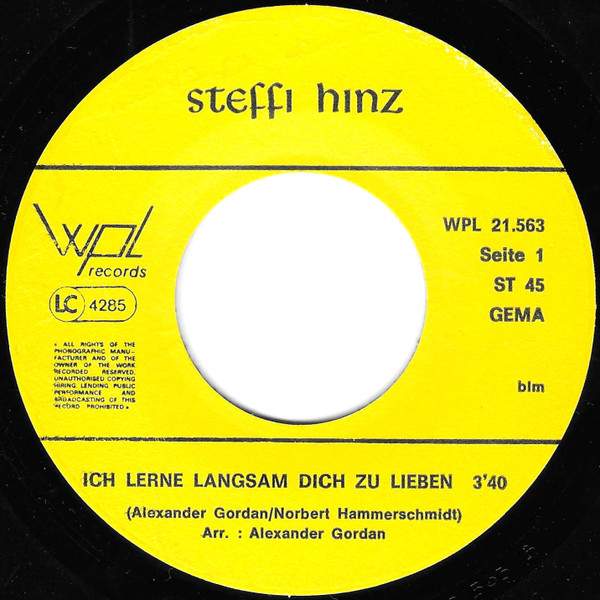 steffi hinz
wpl
records
LC 4285
WPL 21.563
Seite 1
ST 45
GEMA
blm
« ALL RIGHTS OF THE
PHONOGRAPHIC MANU-
FACTURER AND OF THE
OWNER OF THE WORK
RECORDED RESERVED.
UNAUTHORISED COPYING
HIRING LENDING PUBLIC
PERFORMANCE AND
BROADCASTING OF THIS
RECORD PROHIBITED »
ICH LERNE LANGSAM DICH ZU LIEBEN 3'40
(Alexander Gordan/Norbert Hammerschmidt)
Arr. : Alexander Gordan